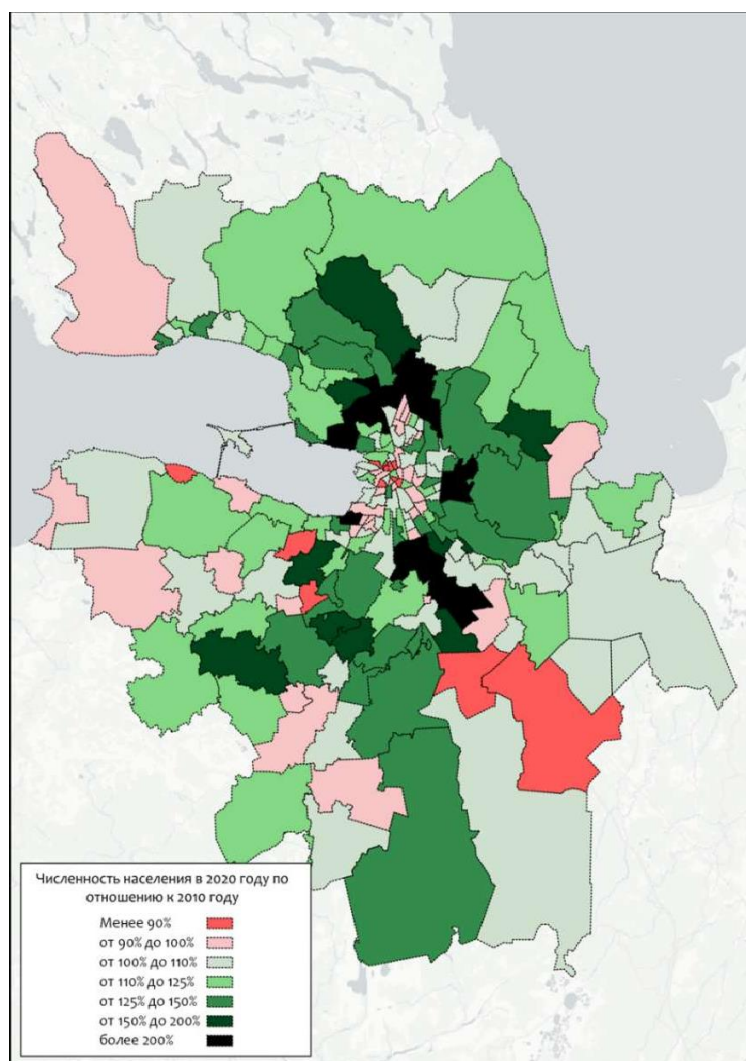 Численность населения в 2020 году по
отношению к 2010 году
Менее 90%
от 90% до 100%
от 100% до 110%
от 110% до 125%
от 125% до 150%
от 150% до 200%
более 200%